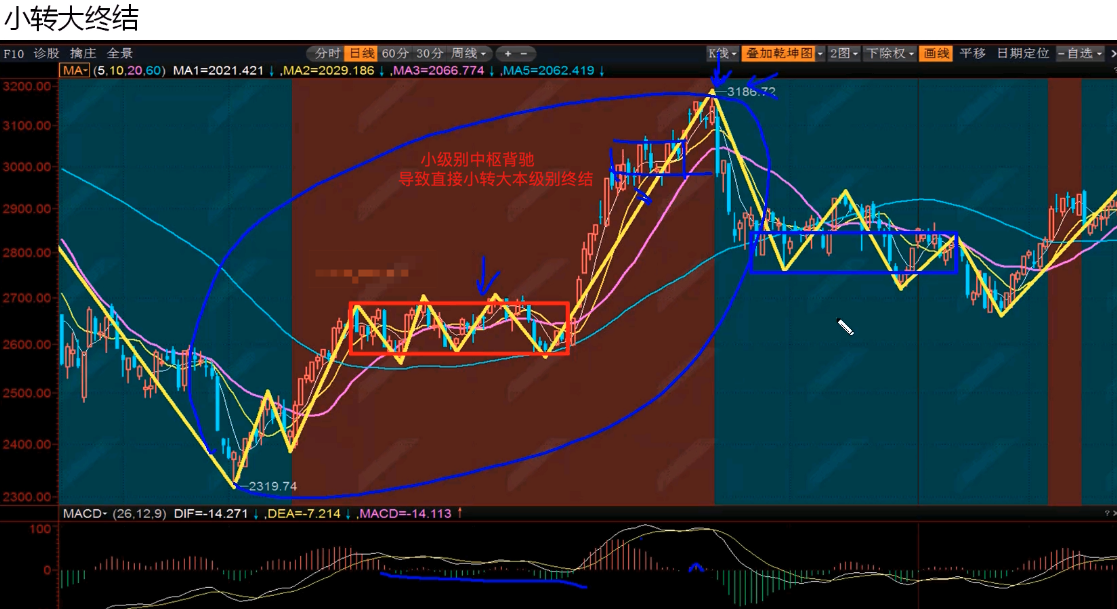 小转大终结
F10 诊股 擒庄 全景 分时 日线 60分 30分 周线 + − K线 叠加乾坤图 2图 下除权 画线 平移 日期定位 −自选
MA (5,10,20,60) MA1=2021.421↓,MA2=2029.186↓,MA3=2066.774↓,MA5=2062.419↓
3200.00
3186.72
3100.00
小级别中枢背驰
3000.00
导致直接小转大本级别终结
2900.00
2800.00
2700.00
2600.00
2500.00
2400.00
2319.74
2300.00
MACD (26,12,9) DIF=-14.271↓,DEA=-7.214↓,MACD=-14.113↑
100
0